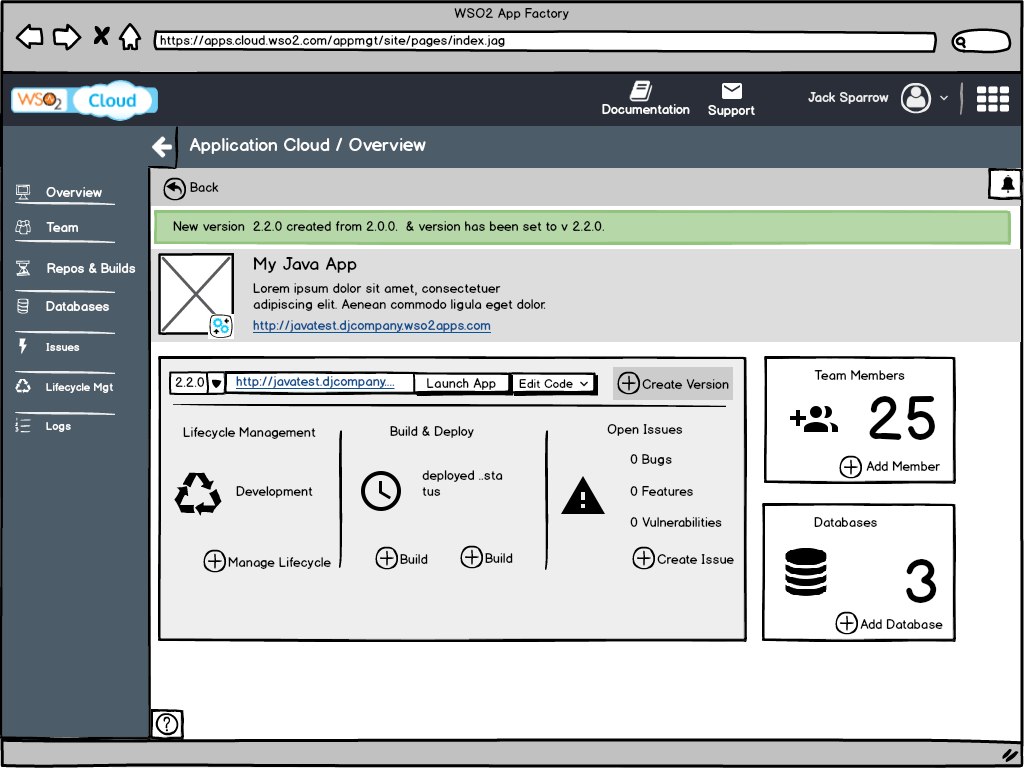 WSO2 App Factory
https://apps.cloud.wso2.com/appmgt/site/pages/index.jag
WSO2 Cloud
Documentation
Support
Jack Sparrow
Application Cloud / Overview
Overview
Team
Repos & Builds
Databases
Issues
Lifecycle Mgt
Logs
Back
New version  2.2.0 created from 2.0.0.  & version has been set to v 2.2.0.
My Java App
Lorem ipsum dolor sit amet, consectetuer
adipiscing elit. Aenean commodo ligula eget dolor.
http://javatest.djcompany.wso2apps.com
2.2.0
http://javatest.djcompany....
Launch App
Edit Code
Create Version
Lifecycle Management
Development
Manage Lifecycle
Build & Deploy
deployed ..sta
tus
Build
Build
Open Issues
0 Bugs
0 Features
0 Vulnerabilities
Create Issue
Team Members
25
Add Member
Databases
3
Add Database
?